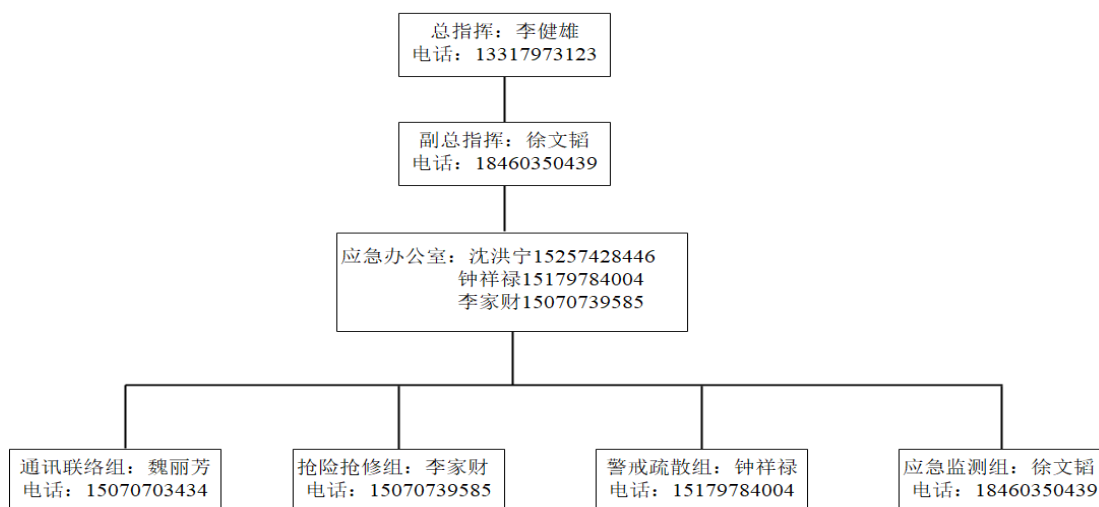 总指挥：李健雄
电话：13317973123
副总指挥：徐文韬
电话：18460350439
应急办公室：沈洪宁15257428446
钟祥禄15179784004
李家财15070739585
通讯联络组：魏丽芳
电话：15070703434
抢险抢修组：李家财
电话：15070739585
警戒疏散组：钟祥禄
电话：15179784004
应急监测组：徐文韬
电话：18460350439